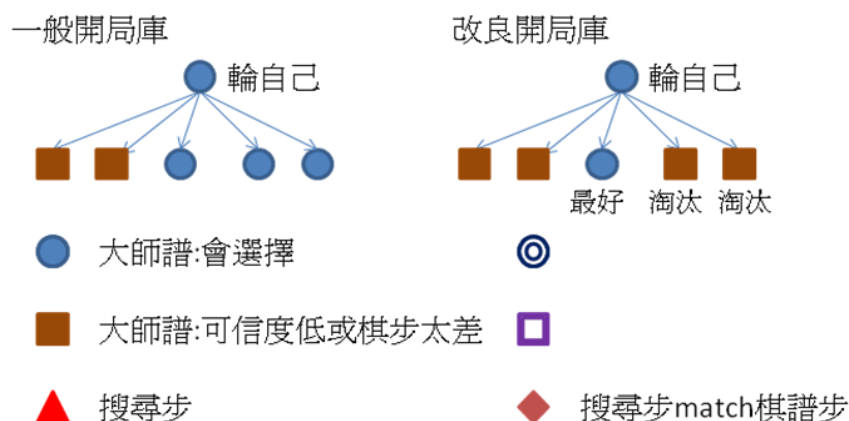 一般開局庫
改良開局庫
輪自己
輪自己
最好 淘汰 淘汰
大師譜:會選擇
大師譜:可信度低或棋步太差
搜尋步
搜尋步match棋譜步